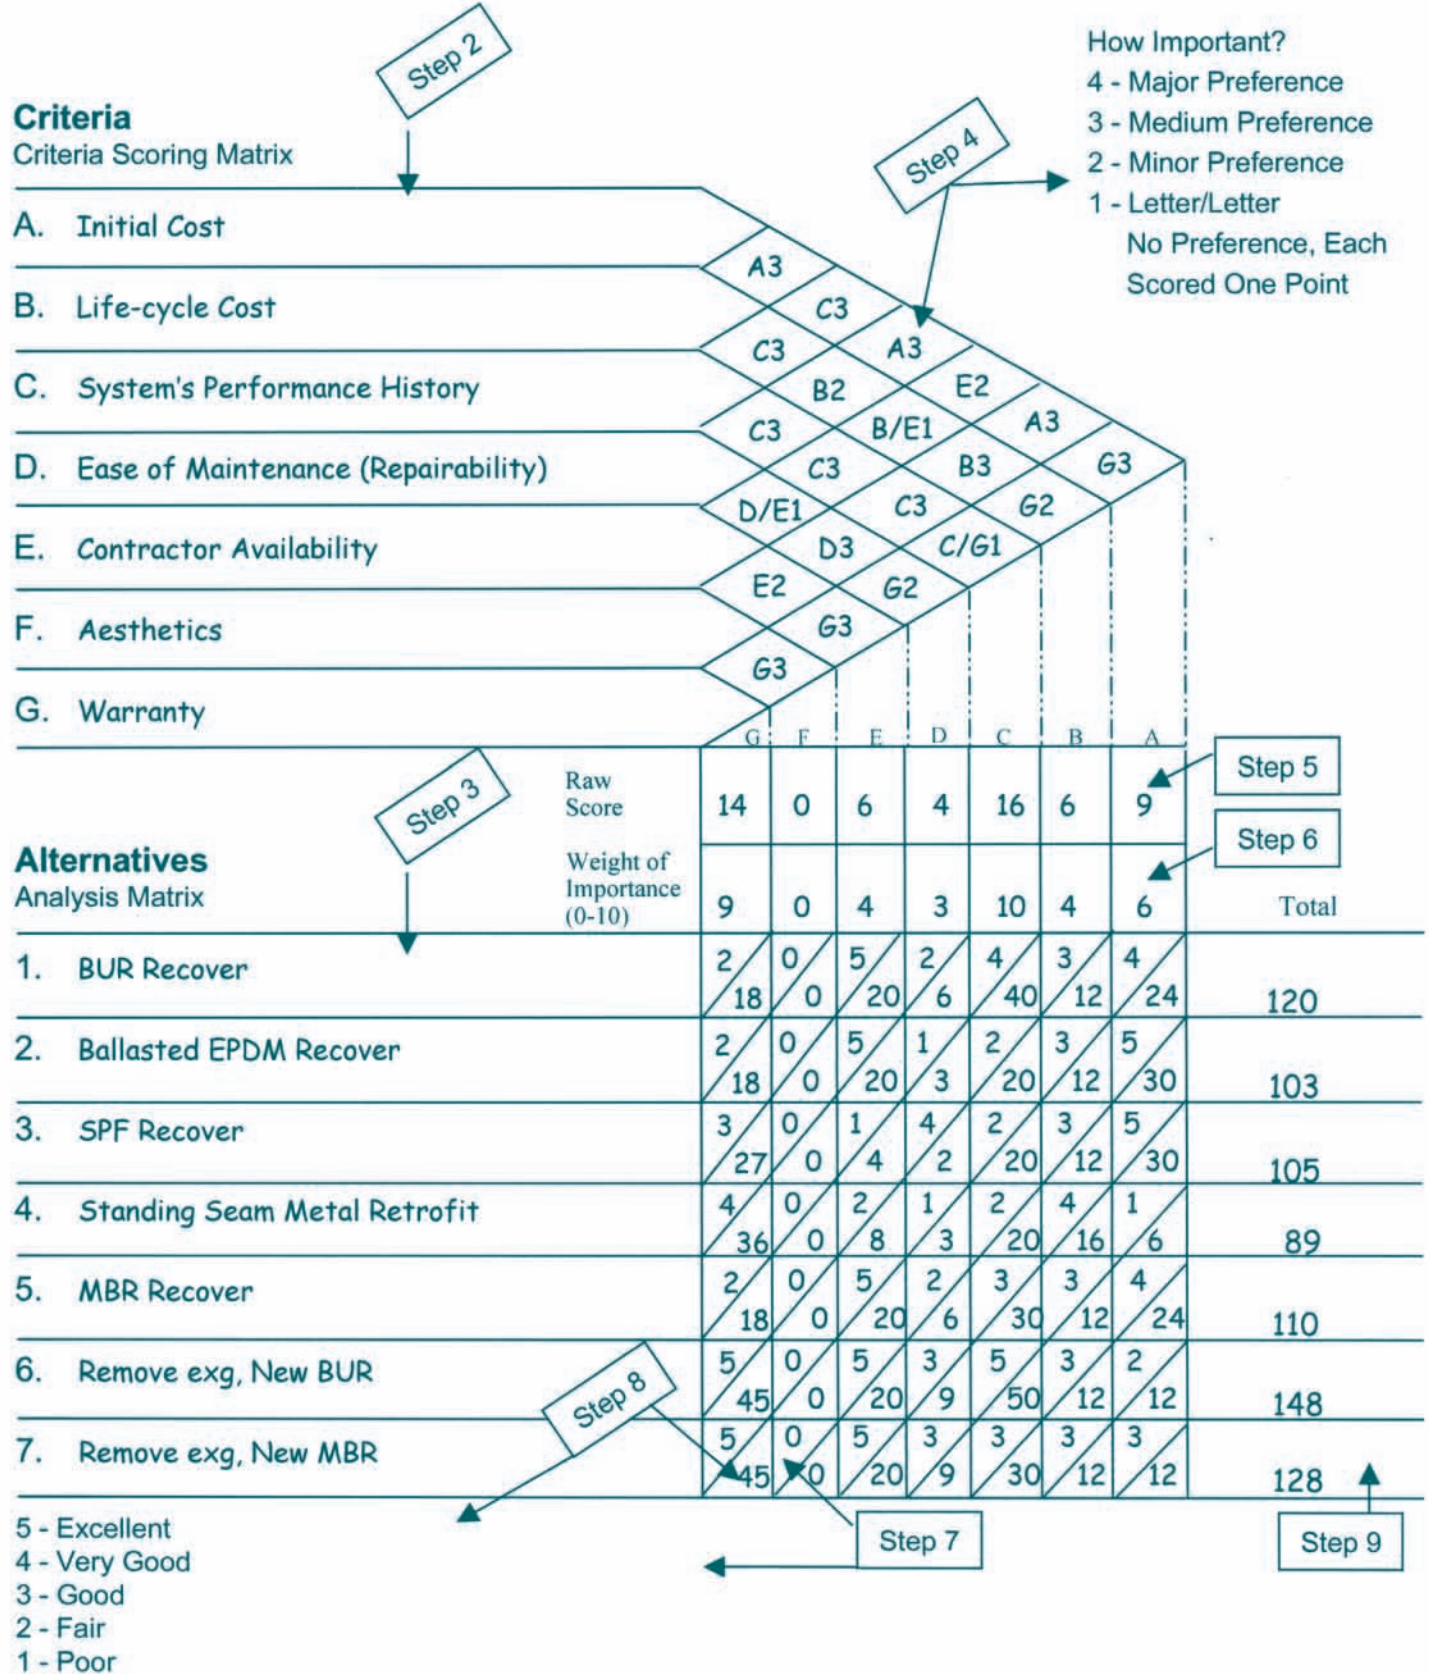 Step 2
How Important?
4 - Major Preference
3 - Medium Preference
2 - Minor Preference
1 - Letter/Letter
No Preference, Each
Scored One Point
Step 4
Criteria
Criteria Scoring Matrix
A. Initial Cost
B. Life-cycle Cost
C. System's Performance History
D. Ease of Maintenance (Repairability)
E. Contractor Availability
F. Aesthetics
G. Warranty
A3
C3
C3 A3
B2 E2
C3 B/E1 A3
C3 B3 G3
D/E1 C3 G2
D3 C/G1
E2 G2
G3
G3
G F E D C B A
Step 3
Raw
Score
14 0 6 4 16 6 9
Step 5
Step 6
Alternatives
Analysis Matrix
Weight of
Importance
(0-10)
9 0 4 3 10 4 6 Total
1. BUR Recover 2 0 5 2 4 3 4
18 0 20 6 40 12 24 120
2. Ballasted EPDM Recover 2 0 5 1 2 3 5
18 0 20 3 20 12 30 103
3. SPF Recover 3 0 1 4 2 3 5
27 0 4 2 20 12 30 105
4. Standing Seam Metal Retrofit 4 0 2 1 2 4 1
36 0 8 3 20 16 6 89
5. MBR Recover 2 0 5 2 3 3 4
18 0 20 6 30 12 24 110
6. Remove exg, New BUR 5 0 5 3 5 3 2
45 0 20 9 50 12 12 148
Step 8
7. Remove exg, New MBR 5 0 5 3 3 3 3
45 0 20 9 30 12 12 128
5 - Excellent
4 - Very Good
3 - Good
2 - Fair
1 - Poor
Step 7
Step 9